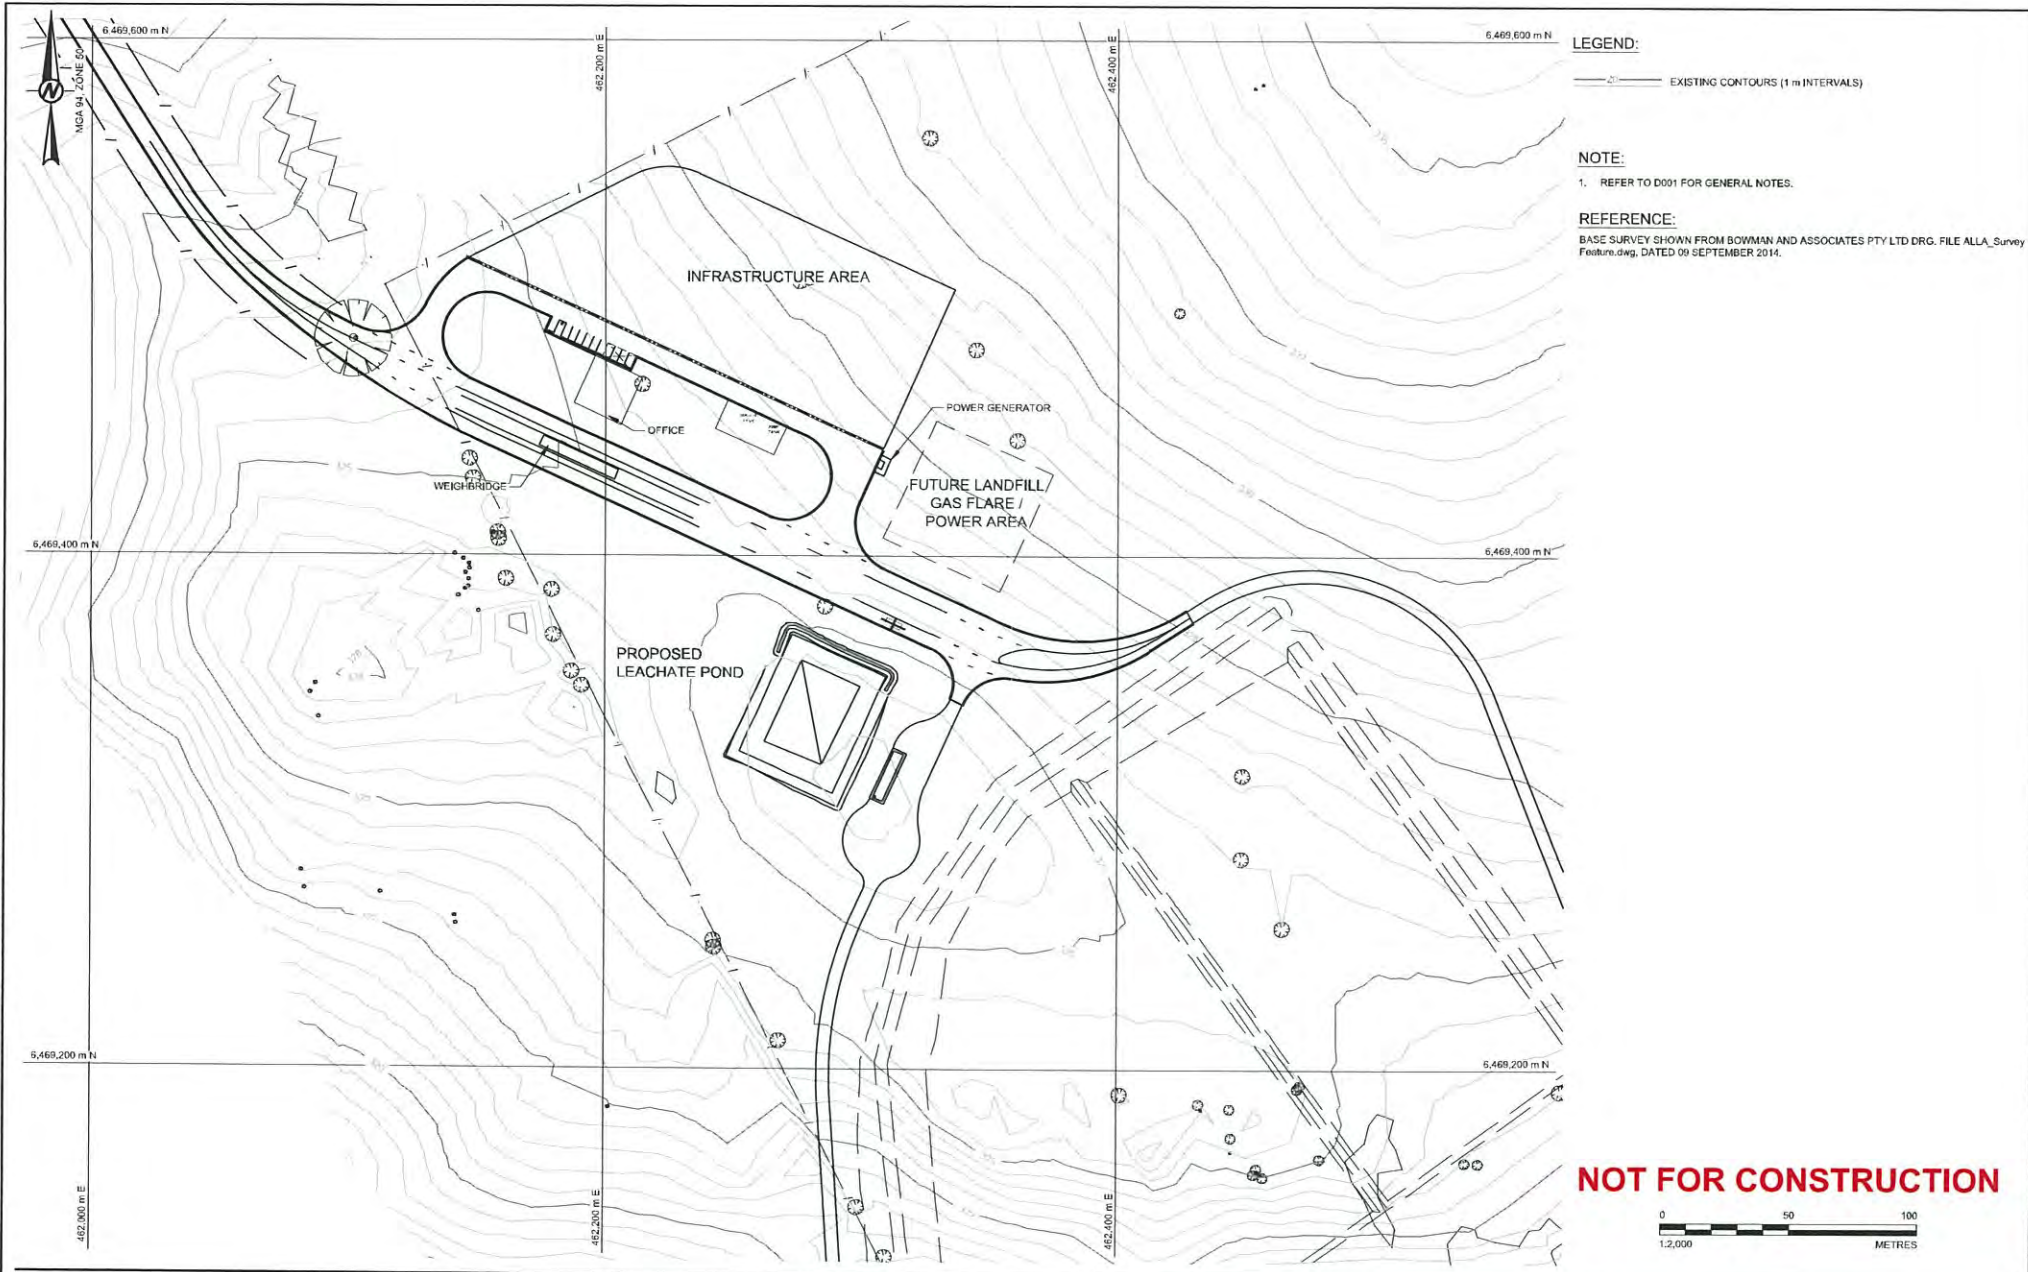 6,469,600 m N
462,200 m E
462,400 m E
6,469,600 m N
MGA 94, ZONE 50
N
LEGEND:
20
EXISTING CONTOURS (1 m INTERVALS)
NOTE:
1. REFER TO D001 FOR GENERAL NOTES.
REFERENCE:
BASE SURVEY SHOWN FROM BOWMAN AND ASSOCIATES PTY LTD DRG. FILE ALLA_Survey
Feature.dwg, DATED 09 SEPTEMBER 2014.
INFRASTRUCTURE AREA
POWER GENERATOR
OFFICE
WEIGHBRIDGE
FUTURE LANDFILL
GAS FLARE /
POWER AREA
6,469,400 m N
6,469,400 m N
PROPOSED
LEACHATE POND
6,469,200 m N
6,469,200 m N
462,000 m E
462,200 m E
462,400 m E
NOT FOR CONSTRUCTION
0 50 100
1:2,000 METRES